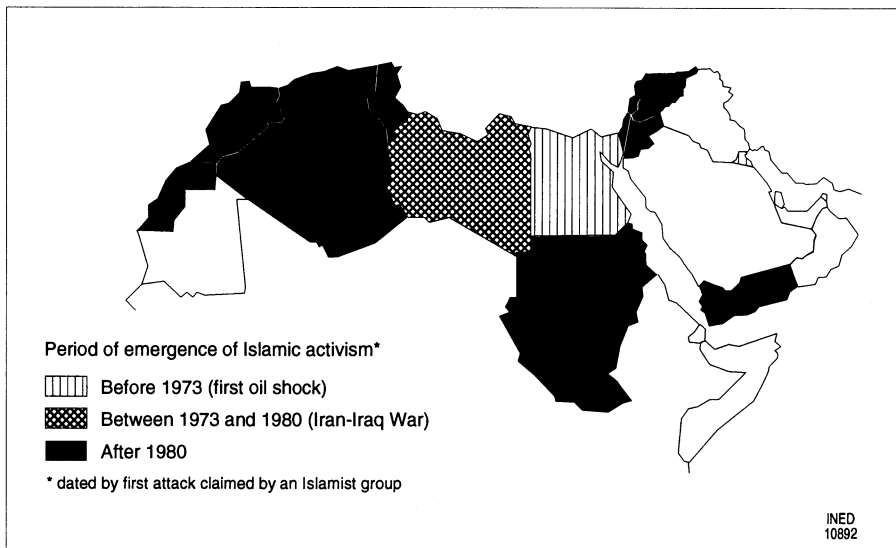 Period of emergence of Islamic activism*
Before 1973 (first oil shock)
Between 1973 and 1980 (Iran-Iraq War)
After 1980
* dated by first attack claimed by an Islamist group
INED
10892